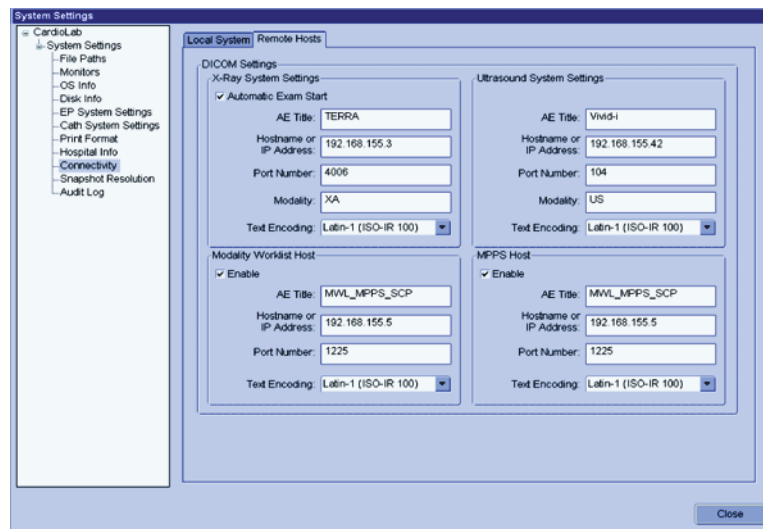 System Settings
CardioLab
System Settings
File Paths
Monitors
OS Info
Disk Info
EP System Settings
Cath System Settings
Print Format
Hospital Info
Connectivity
Snapshot Resolution
Audit Log
Local System Remote Hosts
DICOM Settings
X-Ray System Settings
Automatic Exam Start
AE Title: TERRA
Hostname or
IP Address: 192.168.155.3
Port Number: 4006
Modality: XA
Text Encoding: Latin-1 (ISO-IR 100)
Ultrasound System Settings
AE Title: Vivid-i
Hostname or
IP Address: 192.168.155.42
Port Number: 104
Modality: US
Text Encoding: Latin-1 (ISO-IR 100)
Modality Worklist Host
Enable
AE Title: MWL_MPPS_SCP
Hostname or
IP Address: 192.168.155.5
Port Number: 1225
Text Encoding: Latin-1 (ISO-IR 100)
MPPS Host
Enable
AE Title: MWL_MPPS_SCP
Hostname or
IP Address: 192.168.155.5
Port Number: 1225
Text Encoding: Latin-1 (ISO-IR 100)
Close